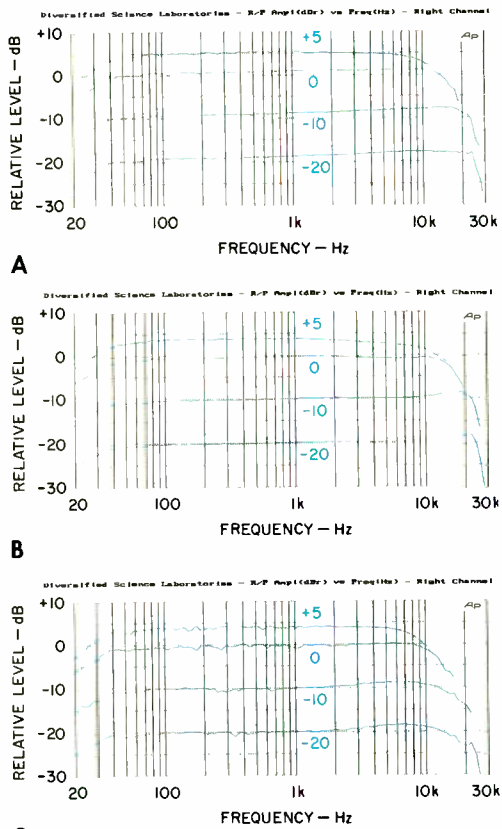 Diversified Science Laboratories - R/P Ampl(dBr) vs Freq(Hz) - Right Channel
+10
0
-10
-20
-30
RELATIVE LEVEL – dB
+5
0
-10
-20
Ap
20 100 1k 10k 30k
FREQUENCY – Hz
A
Diversified Science Laboratories - R/P Ampl(dBr) vs Freq(Hz) - Right Channel
+10
0
-10
-20
-30
RELATIVE LEVEL – dB
+5
0
-10
-20
Ap
20 100 1k 10k 30k
FREQUENCY – Hz
B
Diversified Science Laboratories - R/P Ampl(dBr) vs Freq(Hz) - Right Channel
+10
0
-10
-20
-30
RELATIVE LEVEL – dB
+5
0
-10
-20
Ap
20 100 1k 10k 30k
FREQUENCY – Hz